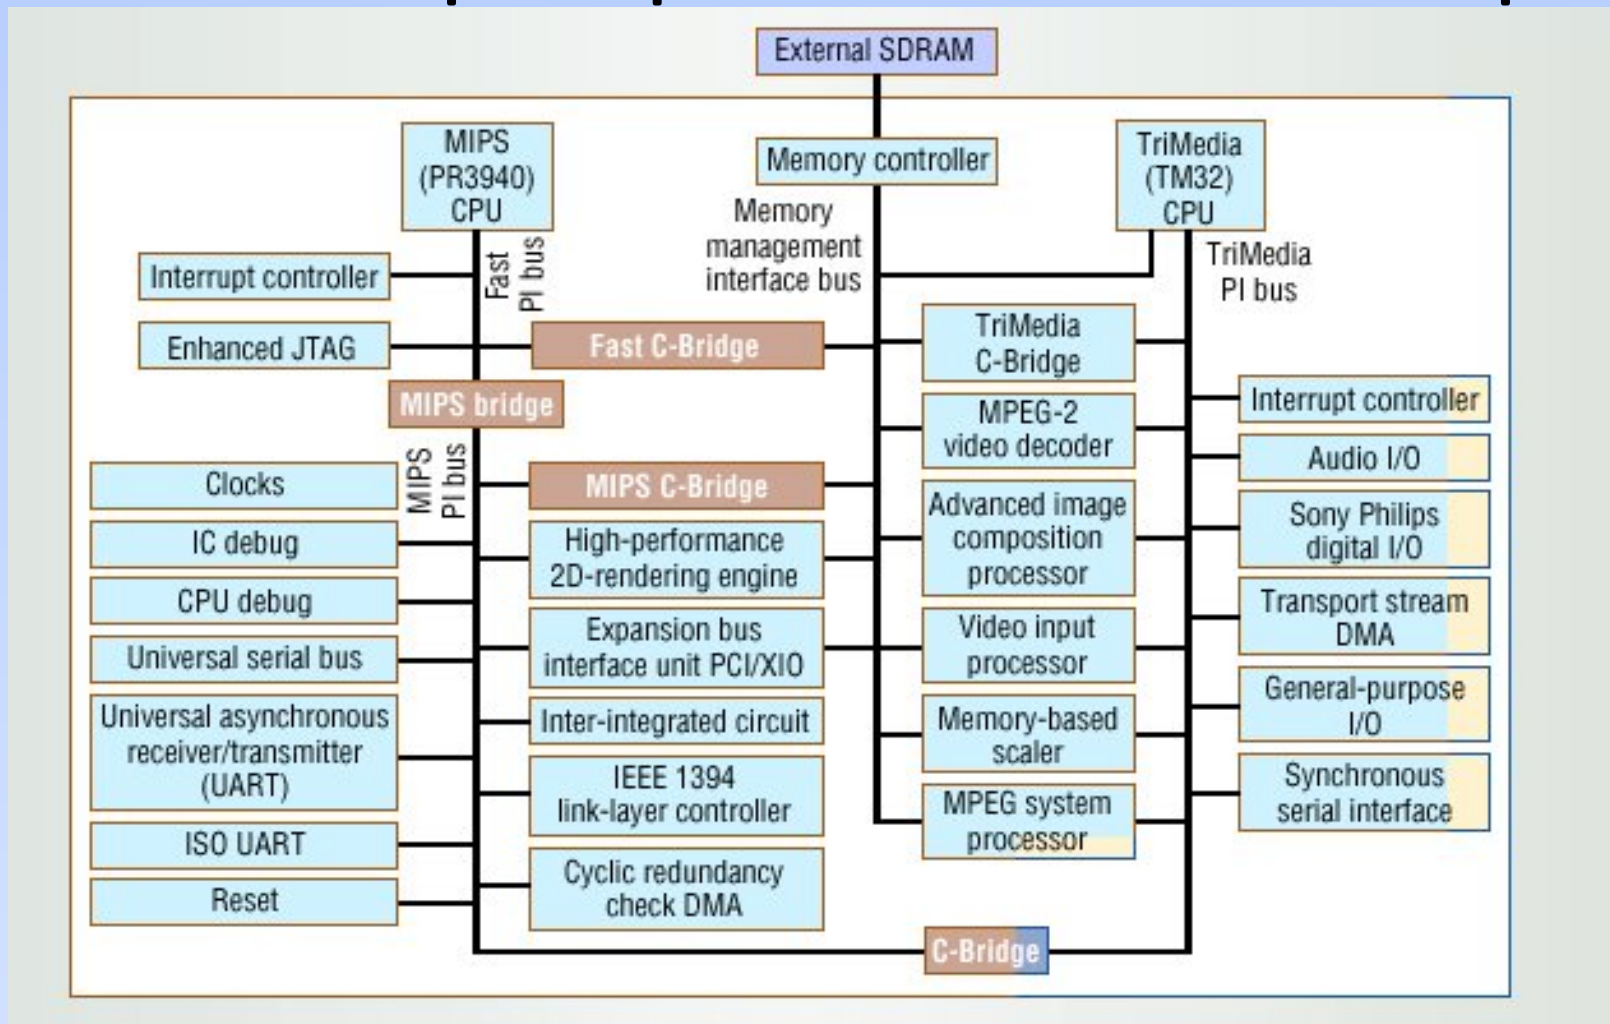 External SDRAM
MIPS
(PR3940)
CPU
Memory controller
TriMedia
(TM32)
CPU
Memory
management
interface bus
Fast
PI bus
TriMedia
PI bus
Interrupt controller
Enhanced JTAG
Fast C-Bridge
MIPS bridge
MIPS
PI bus
Clocks
IC debug
CPU debug
Universal serial bus
Universal asynchronous
receiver/transmitter
(UART)
ISO UART
Reset
MIPS C-Bridge
High-performance
2D-rendering engine
Expansion bus
interface unit PCI/XIO
Inter-integrated circuit
IEEE 1394
link-layer controller
Cyclic redundancy
check DMA
TriMedia
C-Bridge
MPEG-2
video decoder
Advanced image
composition
processor
Video input
processor
Memory-based
scaler
MPEG system
processor
Interrupt controller
Audio I/O
Sony Philips
digital I/O
Transport stream
DMA
General-purpose
I/O
Synchronous
serial interface
C-Bridge